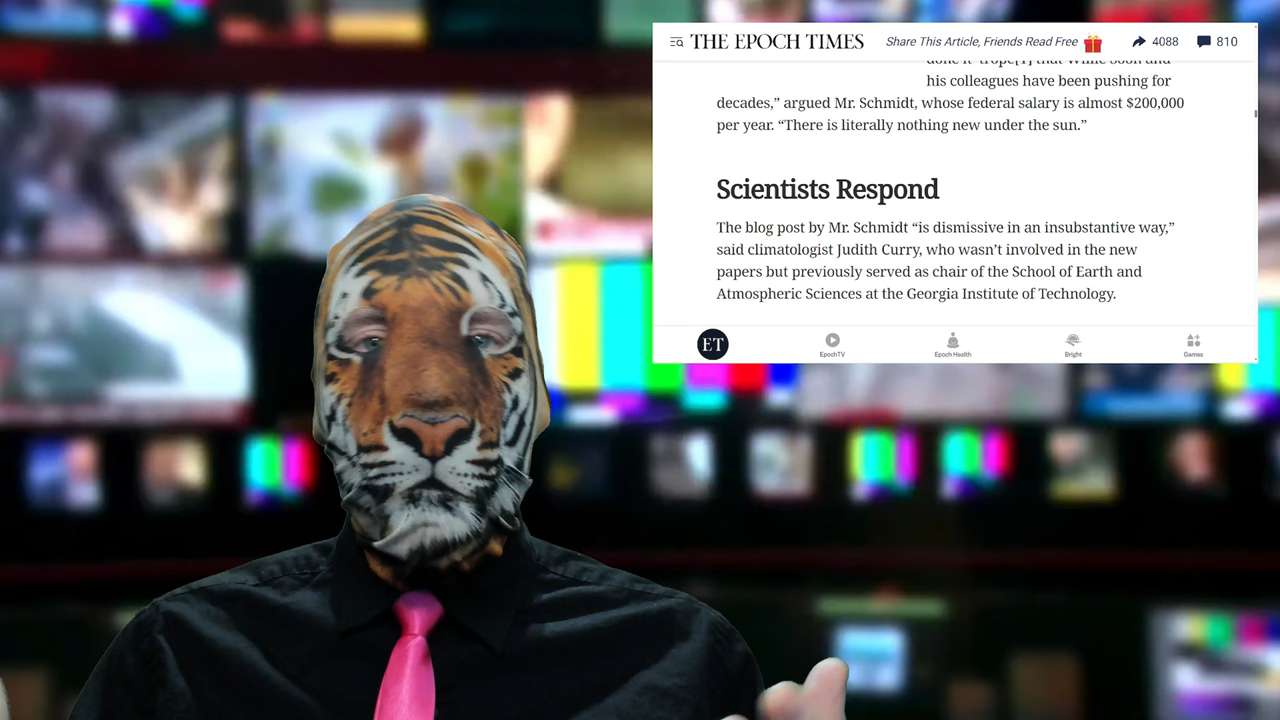 THE EPOCH TIMES
Share This Article, Friends Read Free
4088
810
his colleagues have been pushing for
decades,” argued Mr. Schmidt, whose federal salary is almost $200,000
per year. “There is literally nothing new under the sun.”
Scientists Respond
The blog post by Mr. Schmidt “is dismissive in an insubstantive way,”
said climatologist Judith Curry, who wasn’t involved in the new
papers but previously served as chair of the School of Earth and
Atmospheric Sciences at the Georgia Institute of Technology.
ET
EpochTV
Epoch Health
Bright
Games